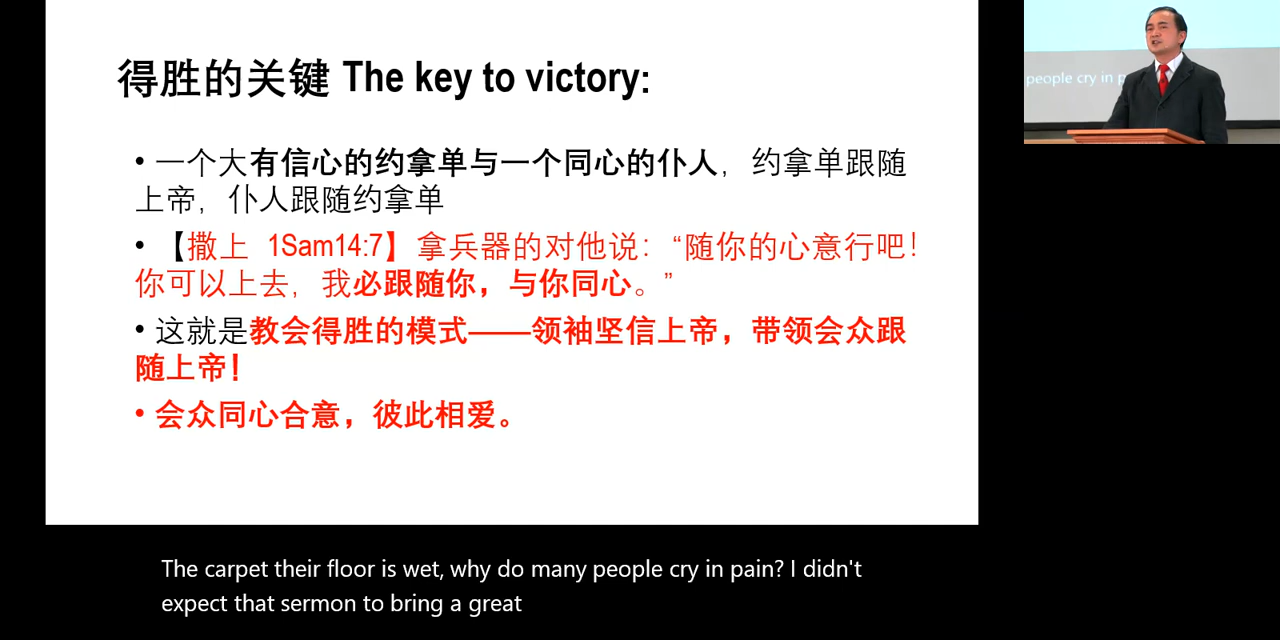 得胜的关键 The key to victory:
• 一个大有信心的约拿单与一个同心的仆人，约拿单跟随
上帝，仆人跟随约拿单
• 【撒上 1Sam14:7】拿兵器的对他说：“随你的心意行吧！
你可以上去，我必跟随你，与你同心。”
• 这就是教会得胜的模式——领袖坚信上帝，带领会众跟
随上帝！
• 会众同心合意，彼此相爱。
people cry in p
The carpet their floor is wet, why do many people cry in pain? I didn't
expect that sermon to bring a great